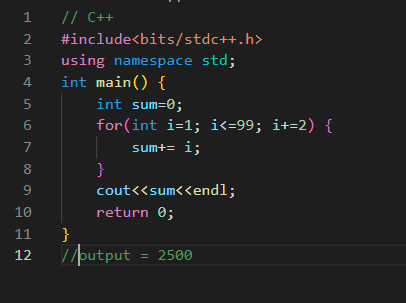 1 // C++
2 #include<bits/stdc++.h>
3 using namespace std;
4 int main() {
5     int sum=0;
6     for(int i=1; i<=99; i+=2) {
7         sum+= i;
8     }
9     cout<<sum<<endl;
10     return 0;
11 }
12 //output = 2500